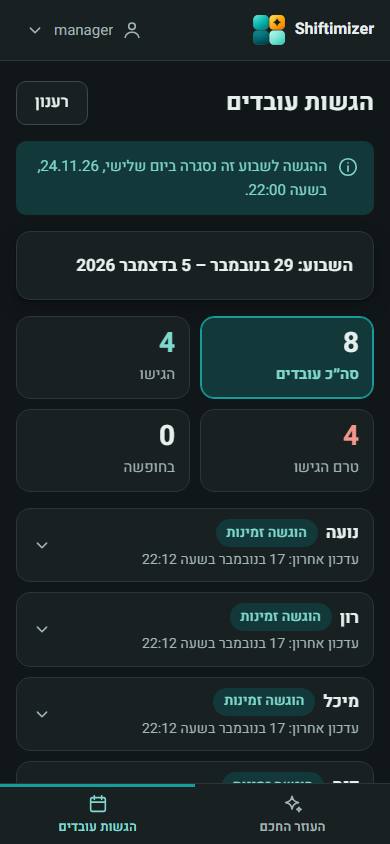 Shiftimizer
manager
הגשות עובדים
רענון
ההגשה לשבוע זה נסגרה ביום שלישי, 24.11.26,
בשעה 22:00.
השבוע: 29 בנובמבר – 5 בדצמבר 2026
8
סה״כ עובדים
4
הגישו
4
טרם הגישו
0
בחופשה
נועה
הוגשה זמינות
עדכון אחרון: 17 בנובמבר בשעה 22:12
רון
הוגשה זמינות
עדכון אחרון: 17 בנובמבר בשעה 22:12
מיכל
הוגשה זמינות
עדכון אחרון: 17 בנובמבר בשעה 22:12
העוזר החכם
הגשות עובדים